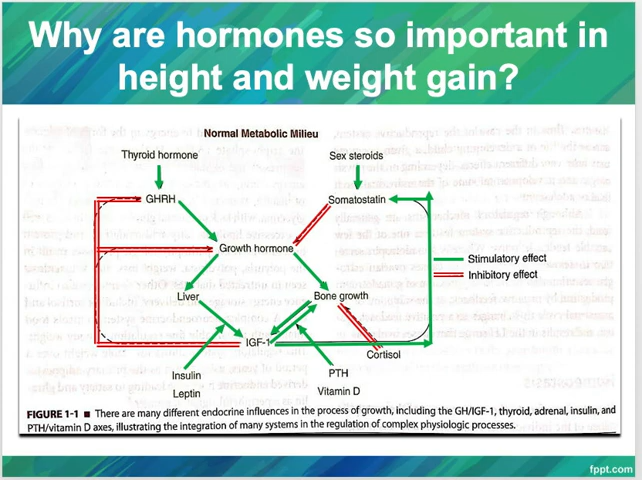 Why are hormones so important in
height and weight gain?
Normal Metabolic Milieu
Thyroid hormone
Sex steroids
GHRH
Somatostatin
Growth hormone
Stimulatory effect
Inhibitory effect
Liver
Bone growth
IGF-1
Cortisol
Insulin
Leptin
PTH
Vitamin D
FIGURE 1-1 ■ There are many different endocrine influences in the process of growth, including the GH/IGF-1, thyroid, adrenal, insulin, and
PTH/vitamin D axes, illustrating the integration of many systems in the regulation of complex physiologic processes.
fppt.com